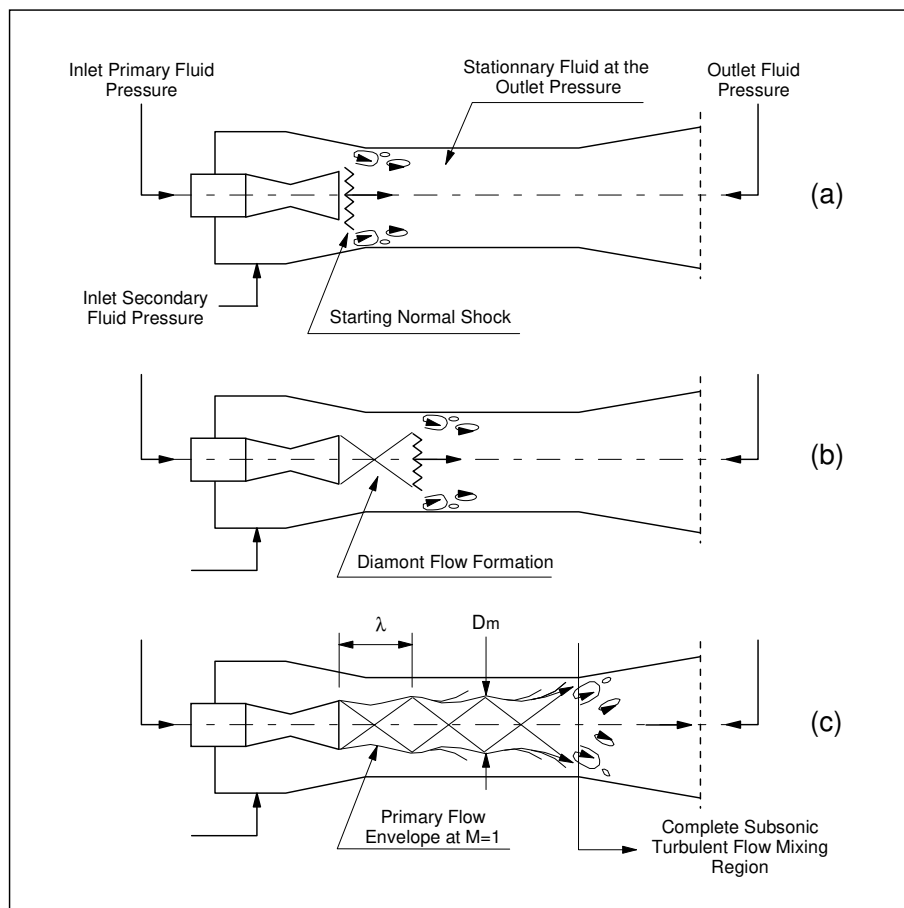 Inlet Primary Fluid
Pressure
Stationnary Fluid at the
Outlet Pressure
Outlet Fluid
Pressure
(a)
Inlet Secondary
Fluid Pressure
Starting Normal Shock
(b)
Diamont Flow Formation
λ
Dm
(c)
Primary Flow
Envelope at M=1
Complete Subsonic
Turbulent Flow Mixing
Region